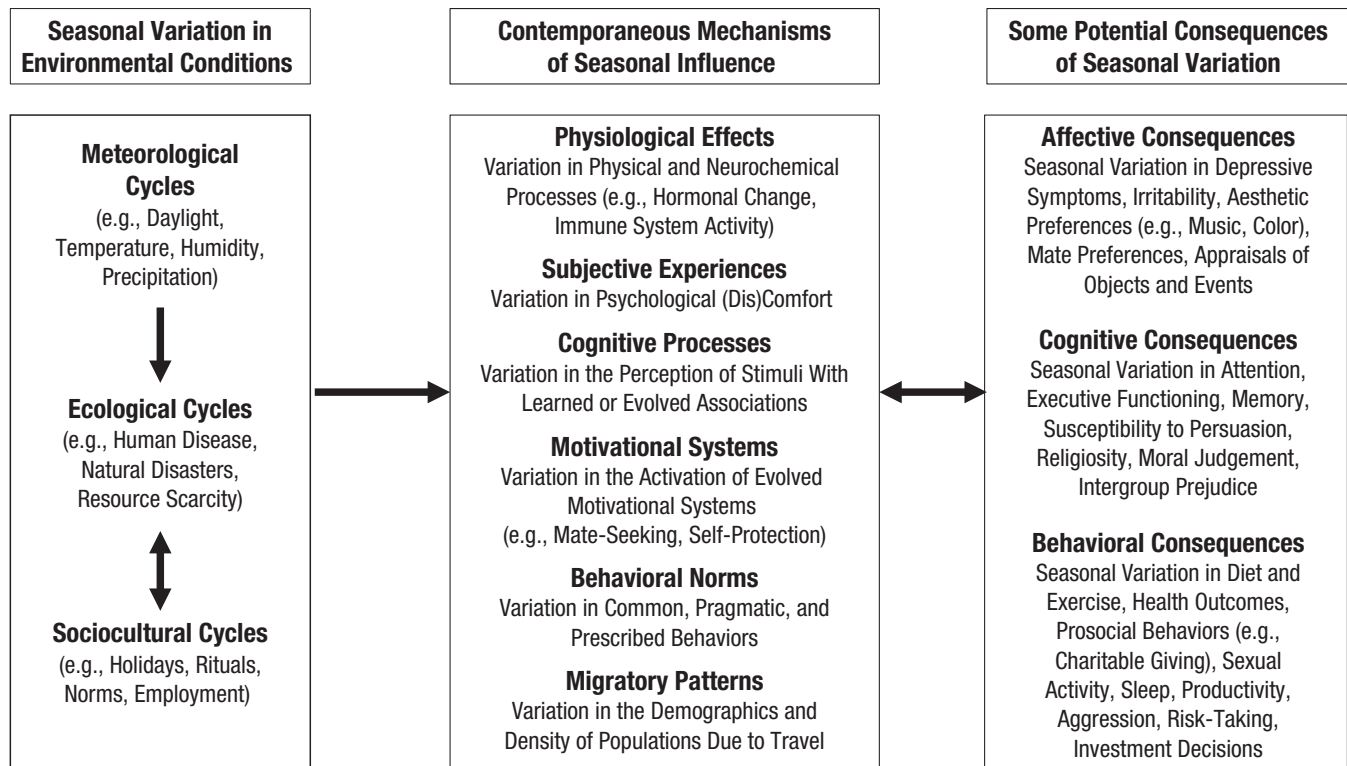 Seasonal Variation in
Environmental Conditions
Contemporaneous Mechanisms
of Seasonal Influence
Some Potential Consequences
of Seasonal Variation
Meteorological
Cycles
(e.g., Daylight,
Temperature, Humidity,
Precipitation)
Ecological Cycles
(e.g., Human Disease,
Natural Disasters,
Resource Scarcity)
Sociocultural Cycles
(e.g., Holidays, Rituals,
Norms, Employment)
Physiological Effects
Variation in Physical and Neurochemical
Processes (e.g., Hormonal Change,
Immune System Activity)
Subjective Experiences
Variation in Psychological (Dis)Comfort
Cognitive Processes
Variation in the Perception of Stimuli With
Learned or Evolved Associations
Motivational Systems
Variation in the Activation of Evolved
Motivational Systems
(e.g., Mate-Seeking, Self-Protection)
Behavioral Norms
Variation in Common, Pragmatic, and
Prescribed Behaviors
Migratory Patterns
Variation in the Demographics and
Density of Populations Due to Travel
Affective Consequences
Seasonal Variation in Depressive
Symptoms, Irritability, Aesthetic
Preferences (e.g., Music, Color),
Mate Preferences, Appraisals of
Objects and Events
Cognitive Consequences
Seasonal Variation in Attention,
Executive Functioning, Memory,
Susceptibility to Persuasion,
Religiosity, Moral Judgement,
Intergroup Prejudice
Behavioral Consequences
Seasonal Variation in Diet and
Exercise, Health Outcomes,
Prosocial Behaviors (e.g.,
Charitable Giving), Sexual
Activity, Sleep, Productivity,
Aggression, Risk-Taking,
Investment Decisions